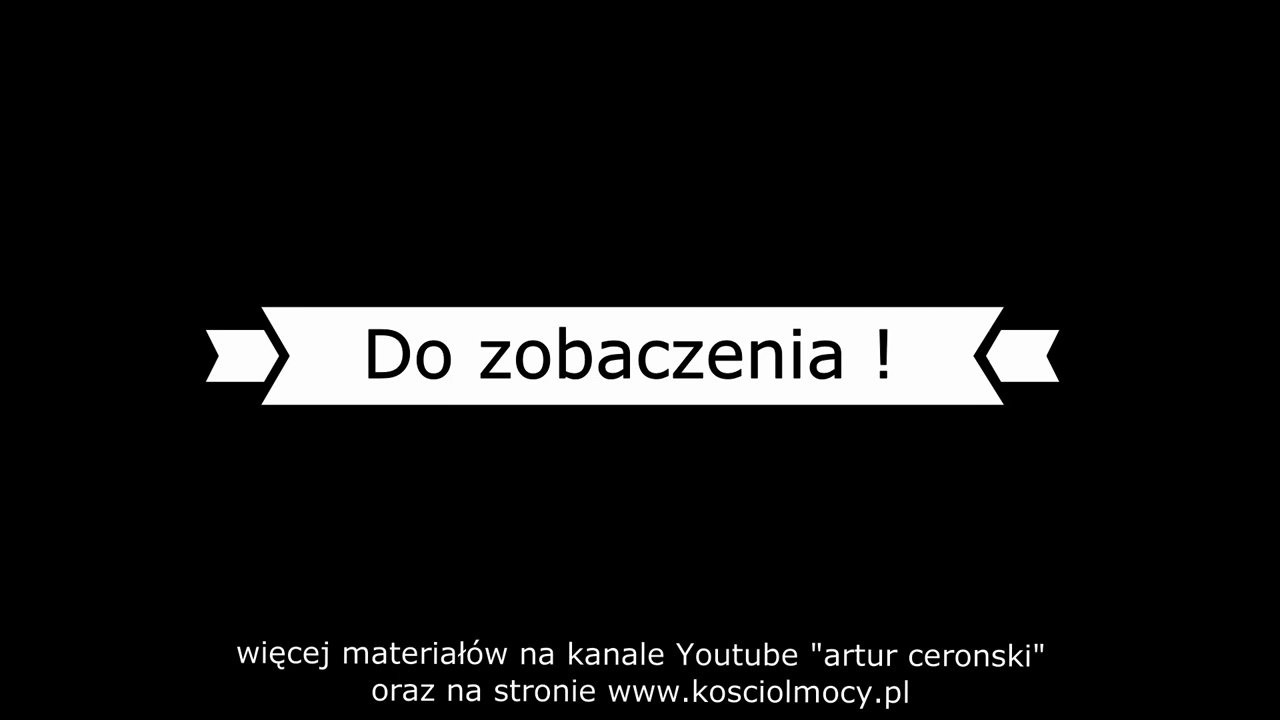 Do zobaczenia !
więcej materiałów na kanale Youtube "artur ceronski"
oraz na stronie www.kosciolmocy.pl